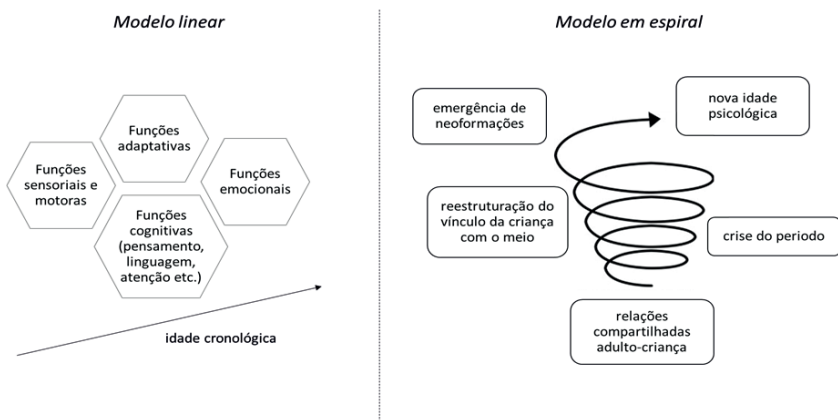 Modelo linear
Funções
adaptativas
Funções
sensoriais e
motoras
Funções
emocionais
Funções
cognitivas
(pensamento,
linguagem,
atenção etc.)
idade cronológica
Modelo em espiral
emergência de
neoformações
nova idade
psicológica
reestruturação do
vínculo da criança
com o meio
crise do periodo
relações
compartilhadas
adulto-criança